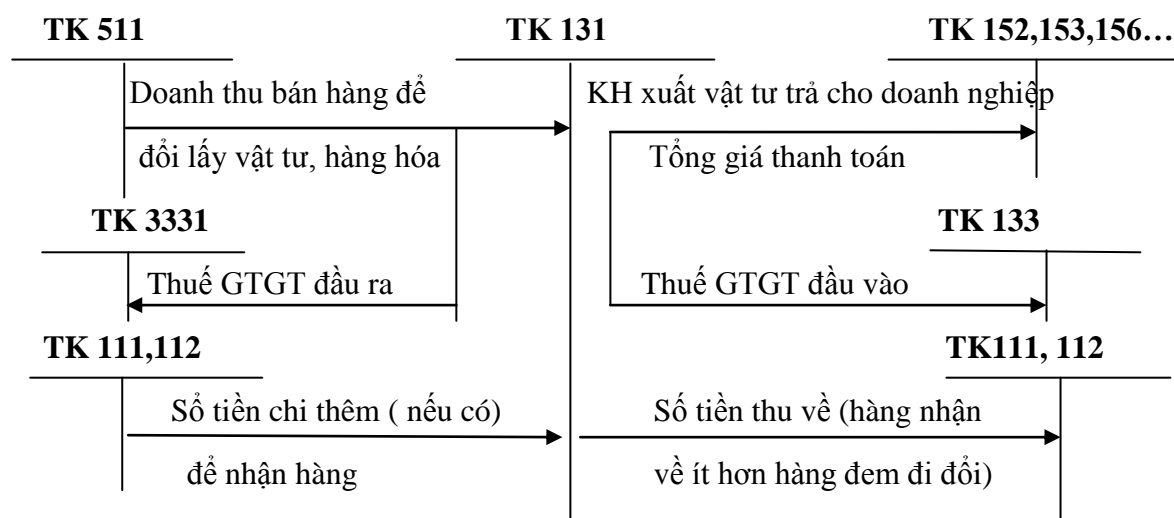 TK 511 TK 131 TK 152,153,156…
Doanh thu bán hàng để KH xuất vật tư trả cho doanh nghiệp
đổi lấy vật tư, hàng hóa Tổng giá thanh toán
TK 3331 TK 133
Thuế GTGT đầu ra Thuế GTGT đầu vào
TK 111,112 TK111, 112
Sổ tiền chi thêm ( nếu có) Số tiền thu về (hàng nhận
để nhận hàng về ít hơn hàng đem đi đổi)